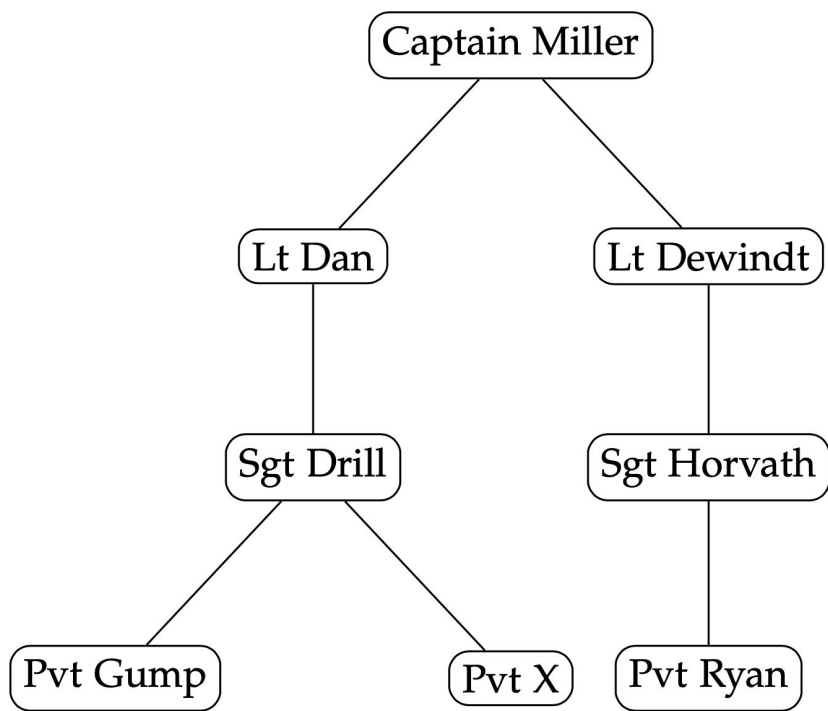 Captain Miller
Lt Dan
Lt Dewindt
Sgt Drill
Sgt Horvath
Pvt Gump
Pvt X
Pvt Ryan